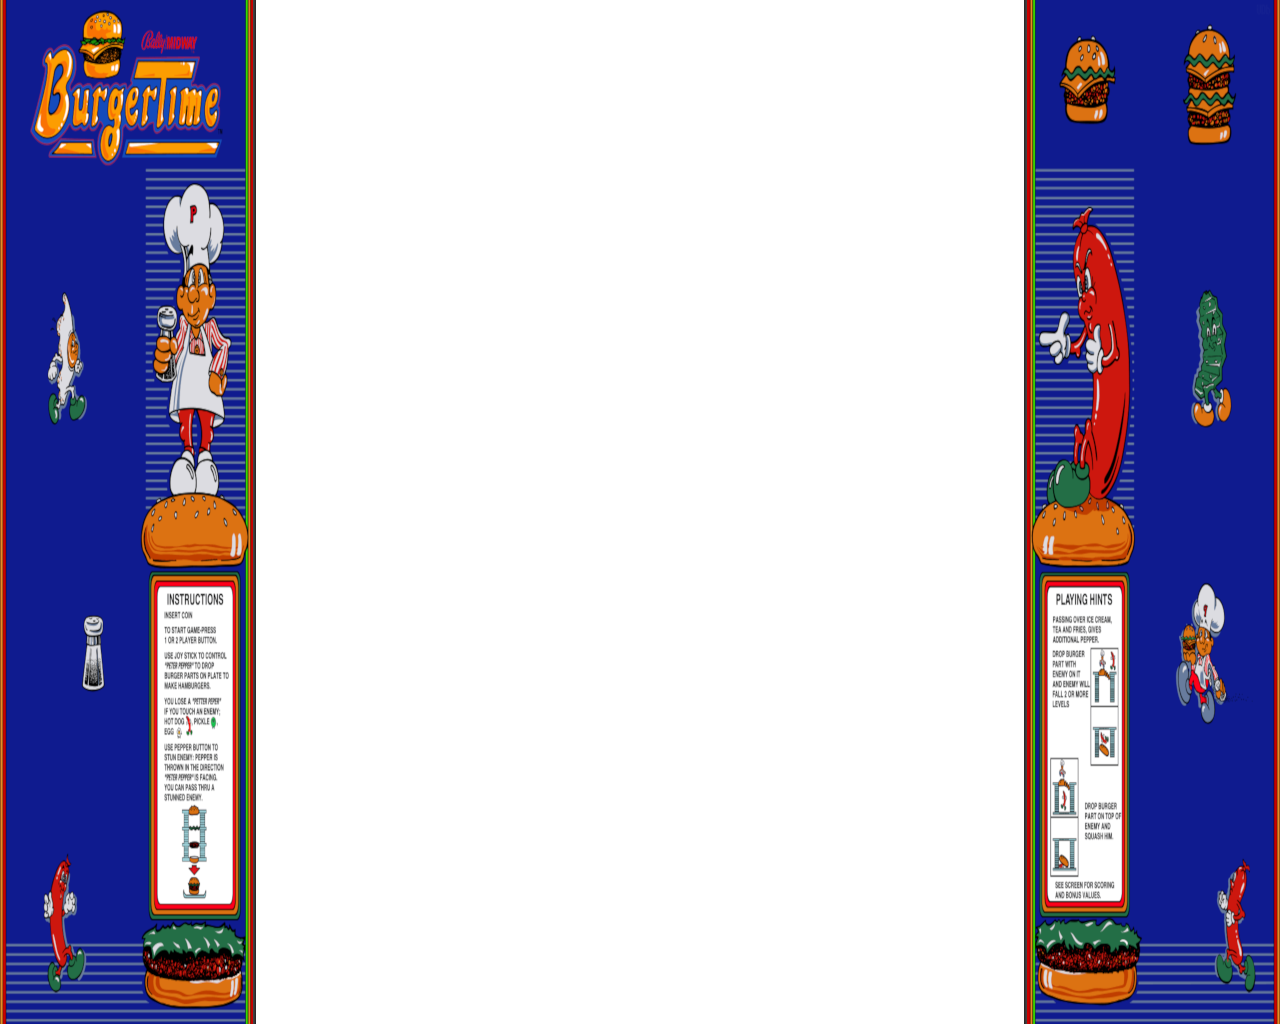 Bally MIDWAY
BurgerTime
P
INSTRUCTIONS
INSERT COIN
TO START GAME-PRESS
1 OR 2 PLAYER BUTTON.
USE JOY STICK TO CONTROL
"PETER PEPPER" TO DROP
BURGER PARTS ON PLATE TO
MAKE HAMBURGERS.
YOU LOSE A "PETTER PEPER"
IF YOU TOUCH AN ENEMY;
HOT DOG , PICKLE ,
EGG
USE PEPPER BUTTON TO
STUN ENEMY: PEPPER IS
THROWN IN THE DIRECTION
"PETER PEPPER" IS FACING.
YOU CAN PASS THRU A
STUNNED ENEMY.
PLAYING HINTS
PASSING OVER ICE CREAM,
TEA AND FRIES, GIVES
ADDITIONAL PEPPER.
DROP BURGER
PART WITH
ENEMY ON IT
AND ENEMY WILL
FALL 2 OR MORE
LEVELS
DROP BURGER
PART ON TOP OF
ENEMY AND
SQUASH HIM.
SEE SCREEN FOR SCORING
AND BONUS VALUES.
P